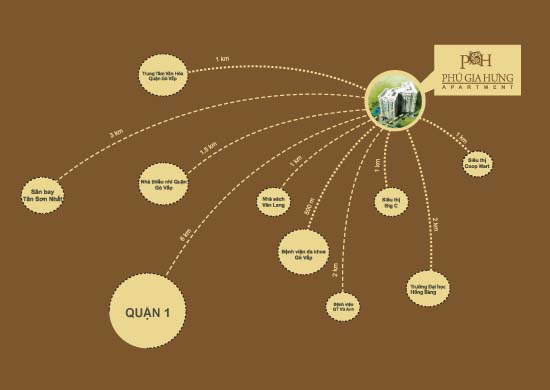 PGH
PHÚ GIA HƯNG
APARTMENT
1 km
Trung Tâm Văn Hóa
Quận Gò Vấp
3 km
Sân bay
Tân Sơn Nhất
1,5 km
Nhà thiếu nhi Quận
Gò Vấp
8 km
QUẬN 1
1 km
Nhà sách
Văn Lang
500 m
Bệnh viện đa khoa
Gò Vấp
2 km
Bệnh viện
QT Vũ Anh
1 km
Siêu thị
Big C
2 km
Trường Đại học
Hồng Bàng
1 km
Siêu thị
Coop Mart